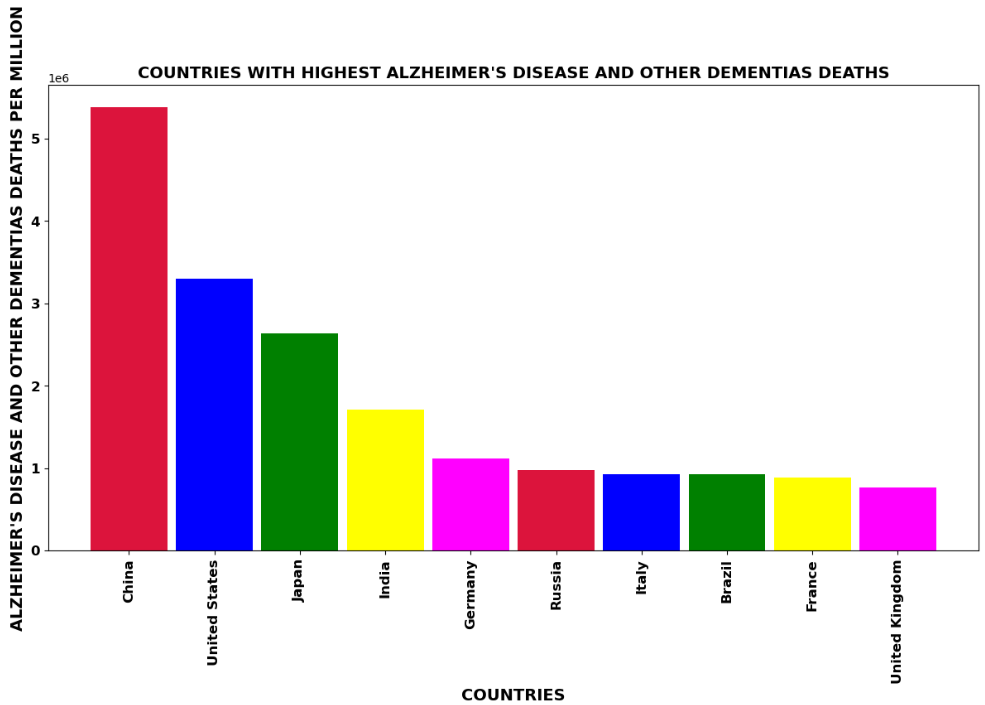 COUNTRIES WITH HIGHEST ALZHEIMER'S DISEASE AND OTHER DEMENTIAS DEATHS
1e6
ALZHEIMER'S DISEASE AND OTHER DEMENTIAS DEATHS PER MILLION
5
4
3
2
1
0
China
United States
Japan
India
Germany
Russia
Italy
Brazil
France
United Kingdom
COUNTRIES